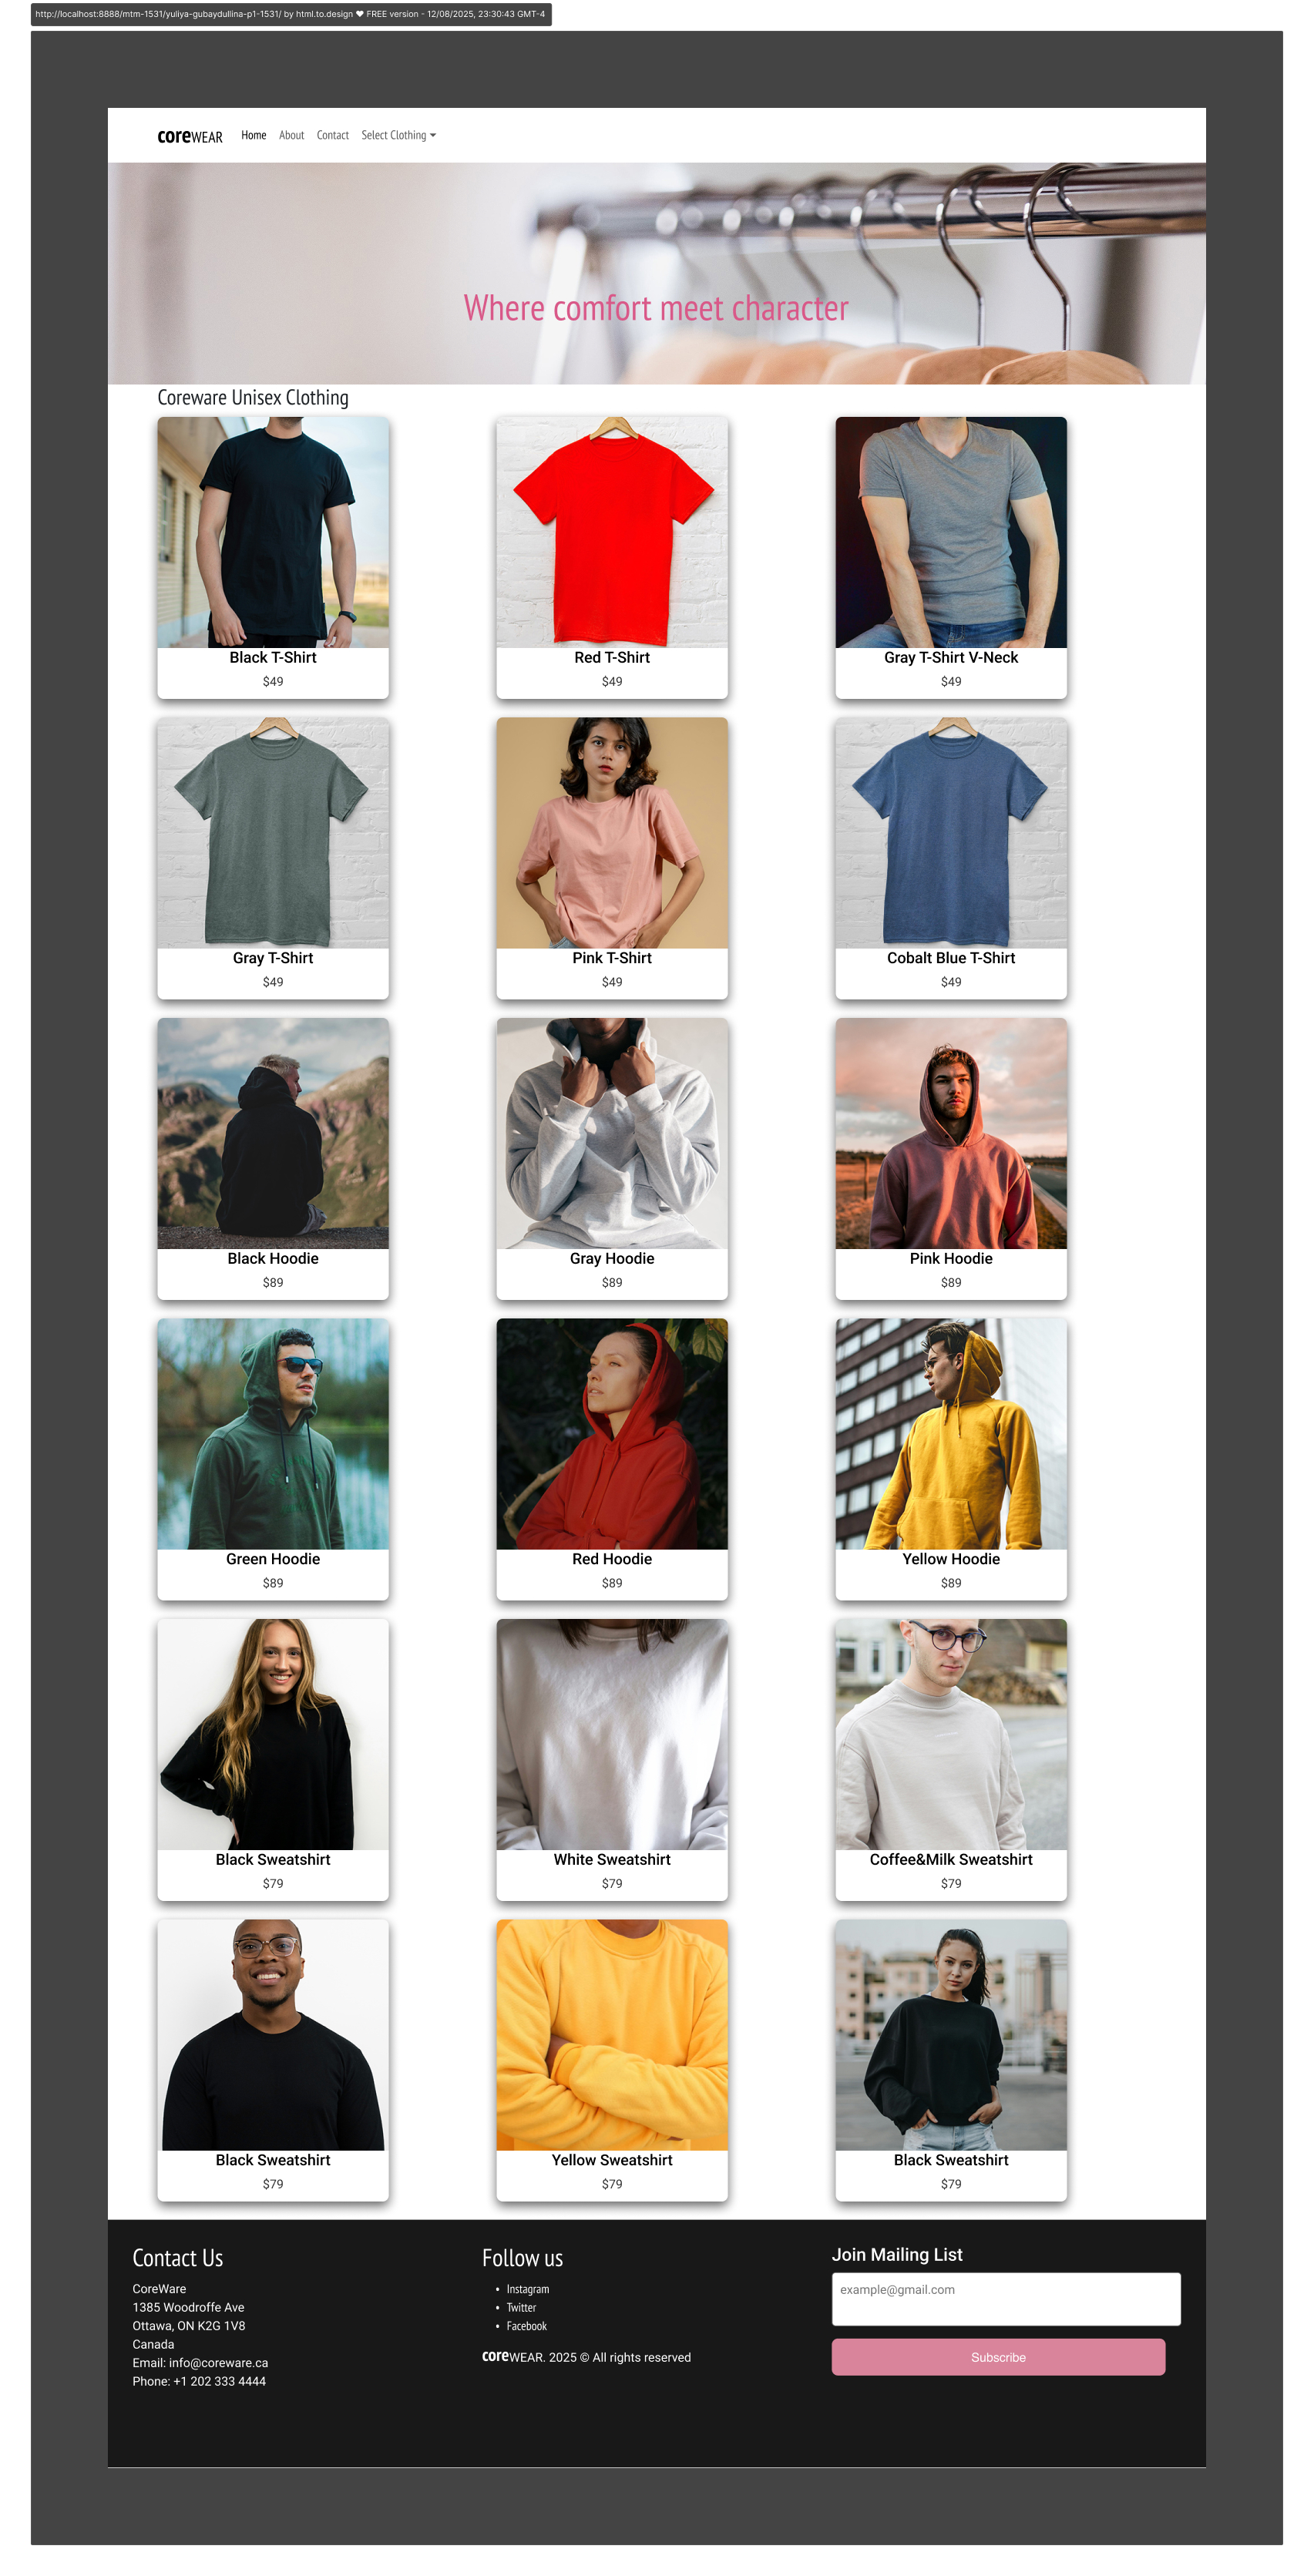 http://localhost:8888/mtm-1531/yuliya-gubaydullina-p1-1531/ by html.to.design ❤ FREE version - 12/08/2025, 23:30:43 GMT-4
coreWEAR Home About Contact Select Clothing
Where comfort meet character
Coreware Unisex Clothing
Black T-Shirt
$49
Red T-Shirt
$49
Gray T-Shirt V-Neck
$49
Gray T-Shirt
$49
Pink T-Shirt
$49
Cobalt Blue T-Shirt
$49
Black Hoodie
$89
Gray Hoodie
$89
Pink Hoodie
$89
Green Hoodie
$89
Red Hoodie
$89
Yellow Hoodie
$89
Black Sweatshirt
$79
White Sweatshirt
$79
Coffee&Milk Sweatshirt
$79
Black Sweatshirt
$79
Yellow Sweatshirt
$79
Black Sweatshirt
$79
Contact Us
CoreWare
1385 Woodroffe Ave
Ottawa, ON K2G 1V8
Canada
Email: info@coreware.ca
Phone: +1 202 333 4444
Follow us
• Instagram
• Twitter
• Facebook
coreWEAR. 2025 © All rights reserved
Join Mailing List
example@gmail.com
Subscribe